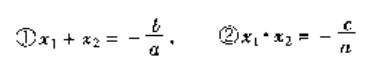 ①x₁ + x₂ = -b/a, ②x₁·x₂ = -c/a